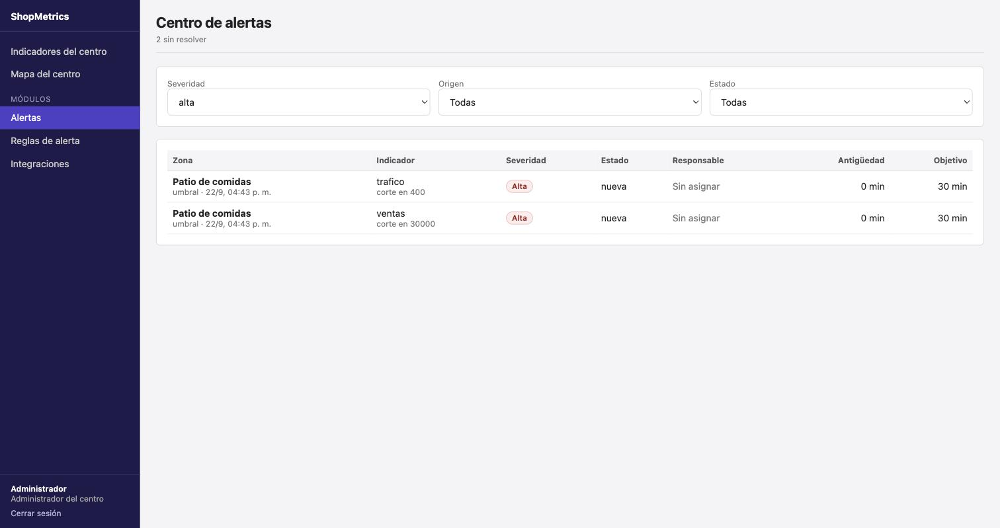 ShopMetrics
Indicadores del centro
Mapa del centro
MÓDULOS
Alertas
Reglas de alerta
Integraciones
Administrador
Administrador del centro
Cerrar sesión
Centro de alertas
2 sin resolver
Severidad Origen Estado
alta Todas Todas
Zona Indicador Severidad Estado Responsable Antigüedad Objetivo
Patio de comidas trafico Alta nueva Sin asignar 0 min 30 min
umbral · 22/9, 04:43 p. m. corte en 400
Patio de comidas ventas Alta nueva Sin asignar 0 min 30 min
umbral · 22/9, 04:43 p. m. corte en 30000